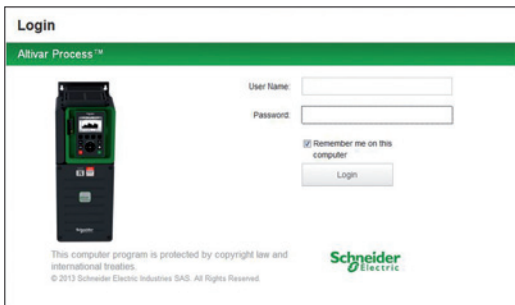 Login
Altivar Process™
User Name:
Password:
Remember me on this
computer
Login
This computer program is protected by copyright law and
international treaties.
© 2013 Schneider Electric Industries SAS. All Rights Reserved.
Schneider
Electric